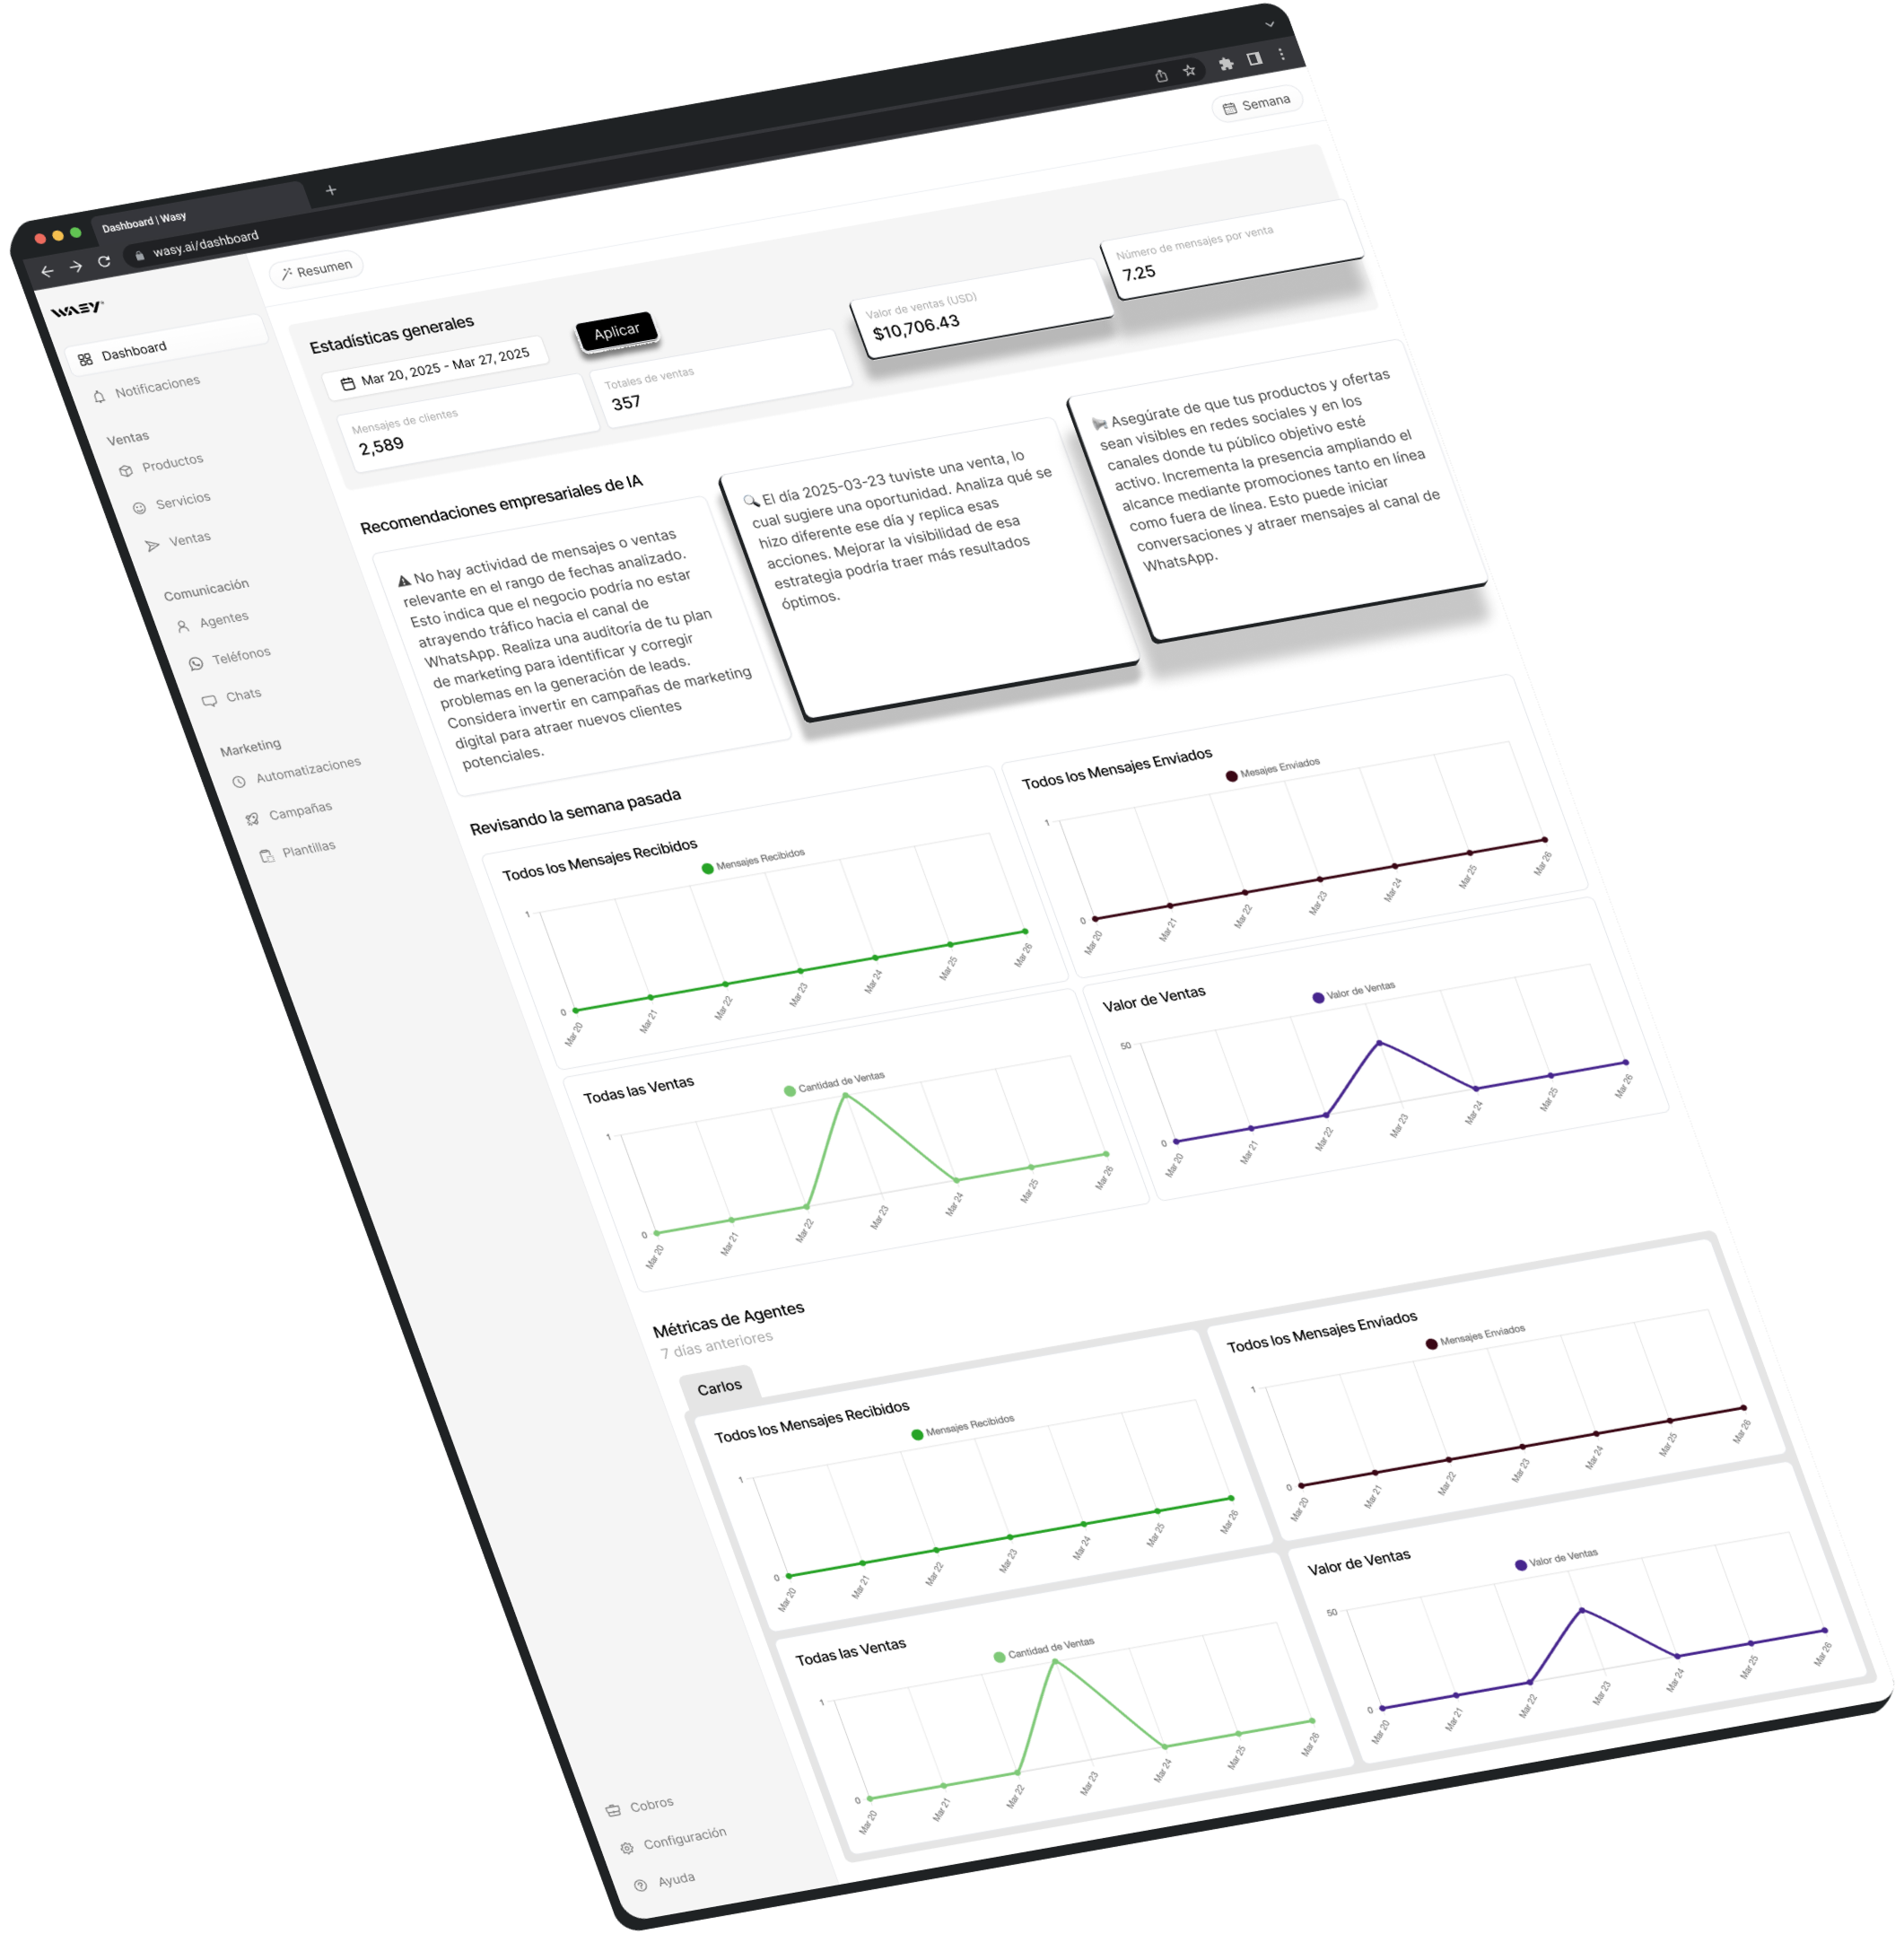 Dashboard | Wasy
wasy.ai/dashboard
WASY
Dashboard
Notificaciones
Ventas
Productos
Servicios
Ventas
Comunicación
Agentes
Teléfonos
Chats
Marketing
Automatizaciones
Campañas
Plantillas
Cobros
Configuración
Ayuda
Resumen
Semana
Estadísticas generales
Mar 20, 2025 - Mar 27, 2025
Aplicar
Mensajes de clientes
2,589
Totales de ventas
357
Valor de ventas (USD)
$10,706.43
Número de mensajes por venta
7.25
Recomendaciones empresariales de IA
No hay actividad de mensajes o ventas
relevante en el rango de fechas analizado.
Esto indica que el negocio podría no estar
atrayendo tráfico hacia el canal de
WhatsApp. Realiza una auditoría de tu plan
de marketing para identificar y corregir
problemas en la generación de leads.
Considera invertir en campañas de marketing
digital para atraer nuevos clientes
potenciales.
El día 2025-03-23 tuviste una venta, lo
cual sugiere una oportunidad. Analiza qué se
hizo diferente ese día y replica esas
acciones. Mejorar la visibilidad de esa
estrategia podría traer más resultados
óptimos.
Asegúrate de que tus productos y ofertas
sean visibles en redes sociales y en los
canales donde tu público objetivo esté
activo. Incrementa la presencia ampliando el
alcance mediante promociones tanto en línea
como fuera de línea. Esto puede iniciar
conversaciones y atraer mensajes al canal de
WhatsApp.
Revisando la semana pasada
Todos los Mensajes Recibidos
Mensajes Recibidos
1
0
Mar 20
Mar 21
Mar 22
Mar 23
Mar 24
Mar 25
Mar 26
Todos los Mensajes Enviados
Mesajes Enviados
1
0
Mar 20
Mar 21
Mar 22
Mar 23
Mar 24
Mar 25
Mar 26
Todas las Ventas
Cantidad de Ventas
1
0
Mar 20
Mar 21
Mar 22
Mar 23
Mar 24
Mar 25
Mar 26
Valor de Ventas
Valor de Ventas
50
0
Mar 20
Mar 21
Mar 22
Mar 23
Mar 24
Mar 25
Mar 26
Métricas de Agentes
7 días anteriores
Carlos
Todos los Mensajes Recibidos
Mensajes Recibidos
1
0
Mar 20
Mar 21
Mar 22
Mar 23
Mar 24
Mar 25
Mar 26
Todos los Mensajes Enviados
Mensajes Enviados
1
0
Mar 20
Mar 21
Mar 22
Mar 23
Mar 24
Mar 25
Mar 26
Todas las Ventas
Cantidad de Ventas
1
0
Mar 20
Mar 21
Mar 22
Mar 23
Mar 24
Mar 25
Mar 26
Valor de Ventas
Valor de Ventas
50
0
Mar 20
Mar 21
Mar 22
Mar 23
Mar 24
Mar 25
Mar 26